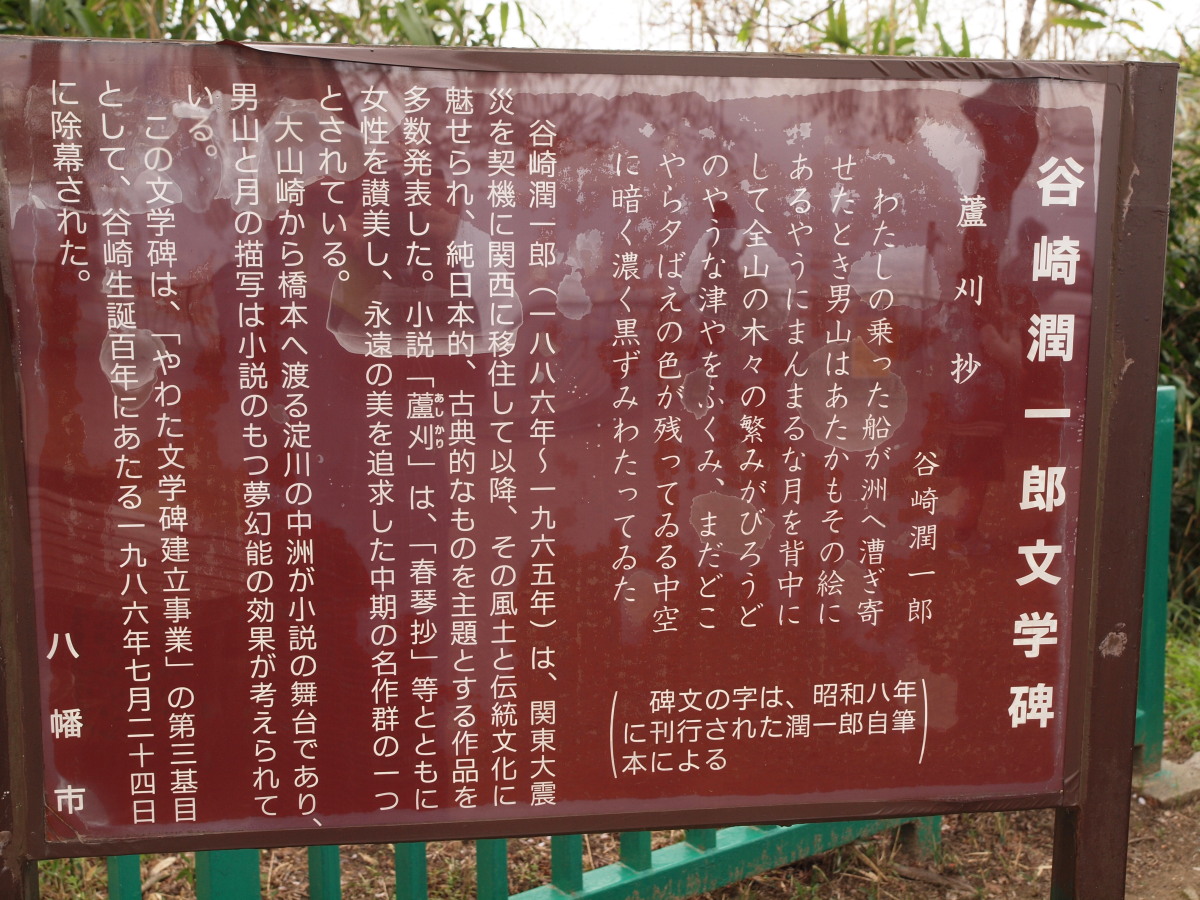 谷崎潤一郎文学碑
蘆刈抄
谷崎潤一郎
わたしの乗った船が洲へ漕ぎ寄
せたとき男山はあたかもその絵に
あるやうにまんまるな月を背中に
して全山の木々の繁みがびろうど
のやうな津やをふくみ、まだどこ
やら夕ばえの色が残ってゐる中空
に暗く濃く黒ずみわたってゐた
碑文の字は、昭和八年
に刊行された潤一郎自筆
本による
谷崎潤一郎（一八八六年〜一九六五年）は、関東大震
災を契機に関西に移住して以降、その風土と伝統文化に
魅せられ、純日本的、古典的なものを主題とする作品を
多数発表した。小説「蘆刈」は、「春琴抄」等とともに
あしかり
女性を讃美し、永遠の美を追求した中期の名作群の一つ
とされている。
大山崎から橋本へ渡る淀川の中洲が小説の舞台であり、
男山と月の描写は小説のもつ夢幻能の効果が考えられて
いる。
この文学碑は、「やわた文学碑建立事業」の第三基目
として、谷崎生誕百年にあたる一九八六年七月二十四日
に除幕された。
八幡市